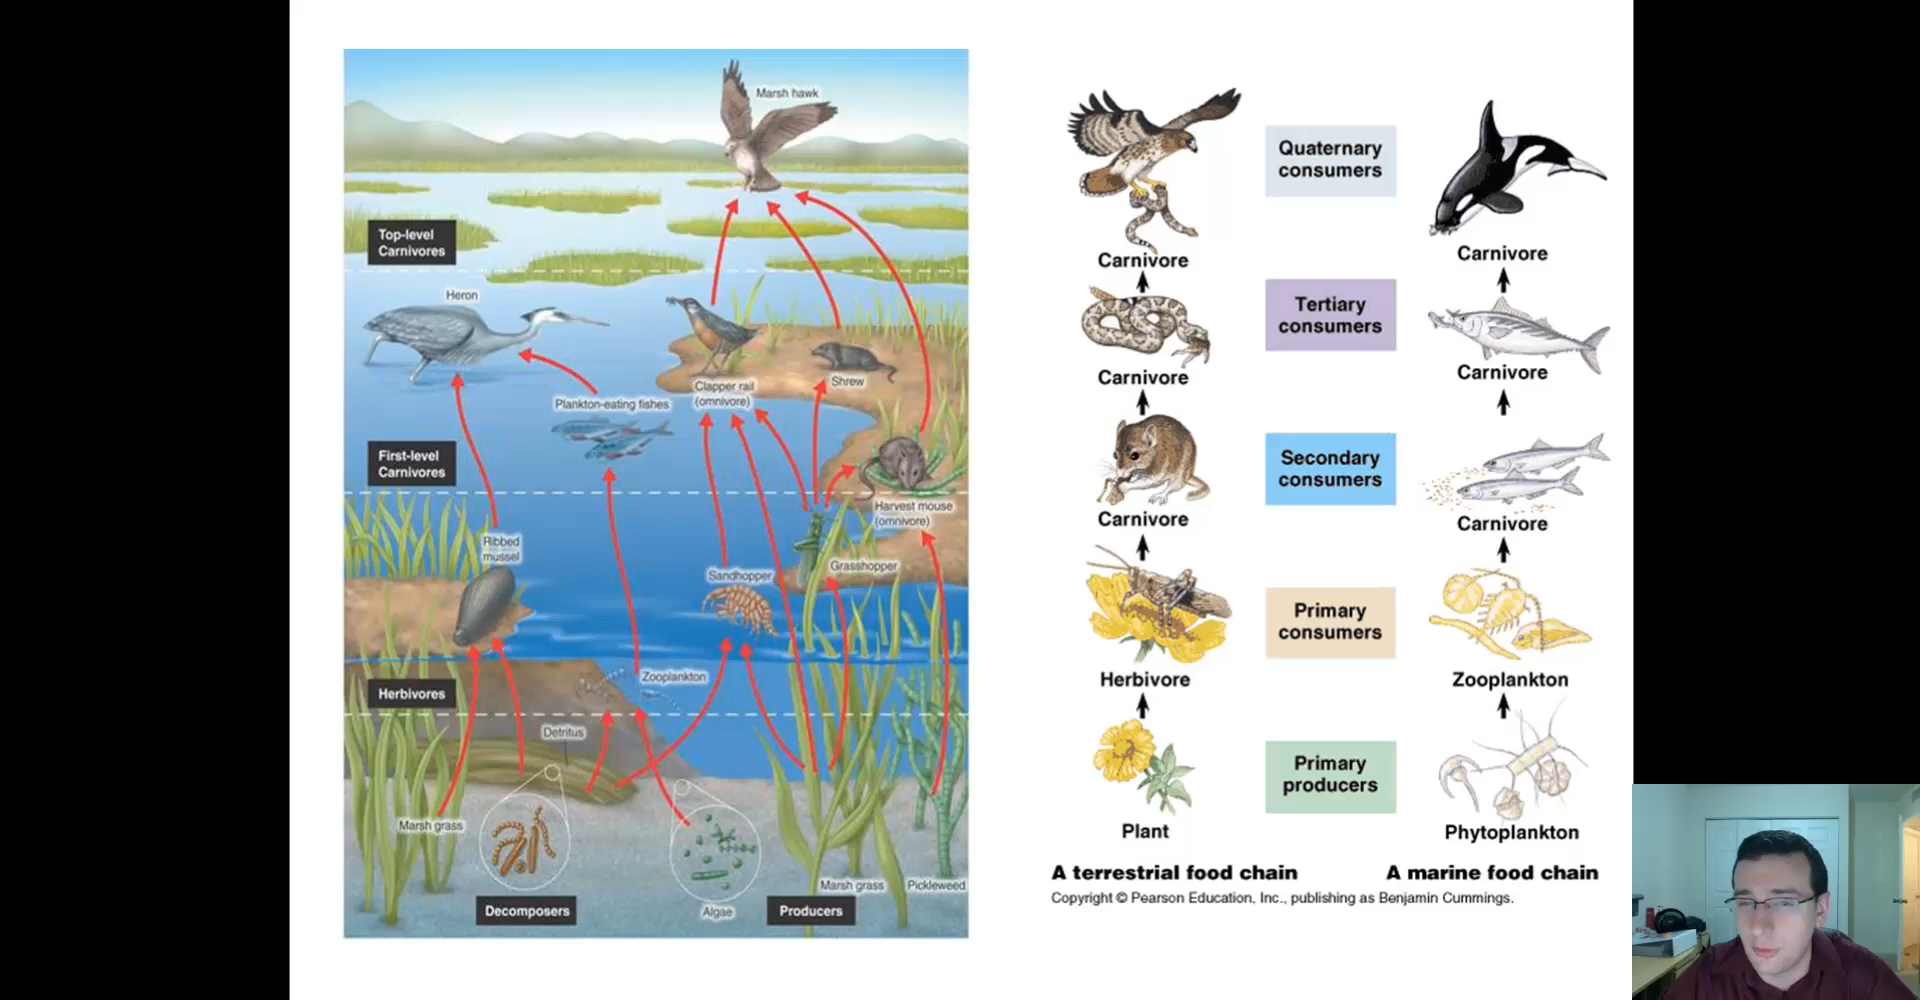 Marsh hawk
Top-level
Carnivores
Heron
Clapper rail
(omnivore)
Shrew
Plankton-eating fishes
First-level
Carnivores
Harvest mouse
(omnivore)
Ribbed
mussel
Sandhopper
Grasshopper
Herbivores
Zooplankton
Detritus
Marsh grass
Marsh grass
Pickleweed
Decomposers
Algae
Producers
Quaternary
consumers
Carnivore
Carnivore
Tertiary
consumers
Carnivore
Carnivore
Secondary
consumers
Carnivore
Carnivore
Primary
consumers
Herbivore
Zooplankton
Primary
producers
Plant
Phytoplankton
A terrestrial food chain
A marine food chain
Copyright © Pearson Education, Inc., publishing as Benjamin Cummings.